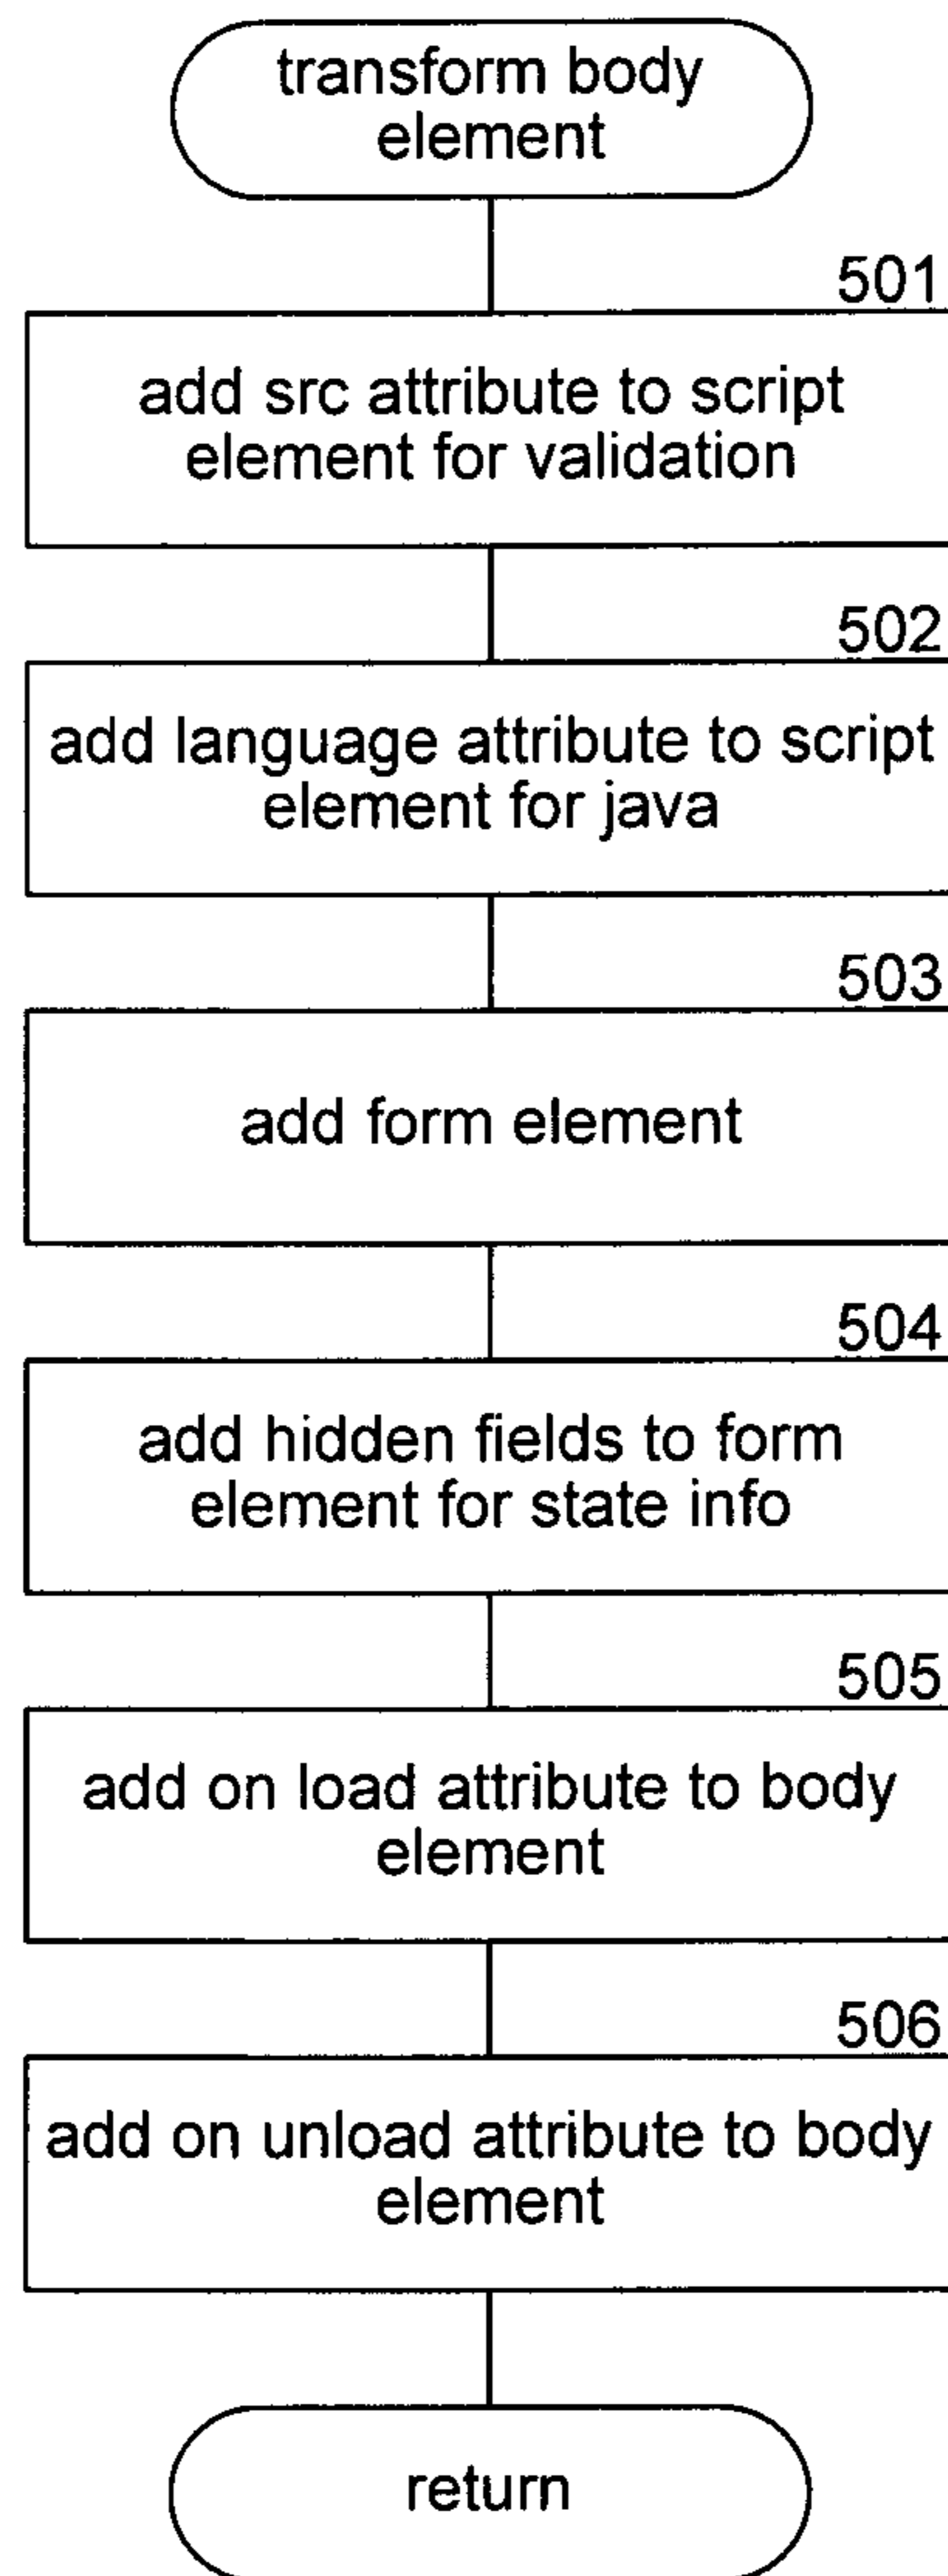 transform body
element
501
add src attribute to script
element for validation
502
add language attribute to script
element for java
503
add form element
504
add hidden fields to form
element for state info
505
add on load attribute to body
element
506
add on unload attribute to body
element
return